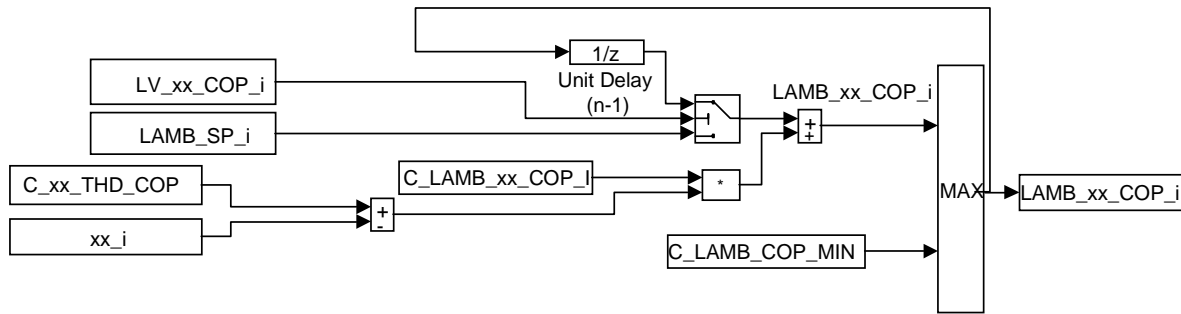 1/z
Unit Delay
(n-1)
LV_xx_COP_i
LAMB_SP_i
LAMB_xx_COP_i
+
+
C_xx_THD_COP
xx_i
+
-
C_LAMB_xx_COP_I
*
MAX
LAMB_xx_COP_i
C_LAMB_COP_MIN